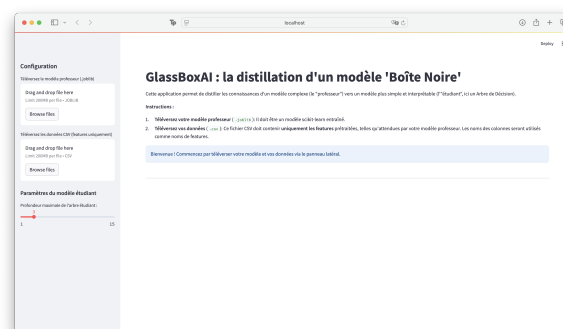 localhost
Deploy
Configuration
Téléversez le modèle professeur (.joblib)
Drag and drop file here
Limit 200MB per file • JOBLIB
Browse files
Téléversez les données CSV (features uniquement)
Drag and drop file here
Limit 200MB per file • CSV
Browse files
Paramètres du modèle étudiant
Profondeur maximale de l'arbre étudiant :
3
1 15
GlassBoxAI : la distillation d'un modèle 'Boîte Noire'
Cette application permet de distiller les connaissances d'un modèle complexe (le "professeur") vers un modèle plus simple et interprétable (l'"étudiant", ici un Arbre de Décision).
Instructions :
1. Téléversez votre modèle professeur ( .joblib ): Il doit être un modèle scikit-learn entraîné.
2. Téléversez vos données ( .csv ): Ce fichier CSV doit contenir uniquement les features prétraitées, telles qu'attendues par votre modèle professeur. Les noms des colonnes seront utilisés
comme noms de features.
Bienvenue ! Commencez par téléverser votre modèle et vos données via le panneau latéral.